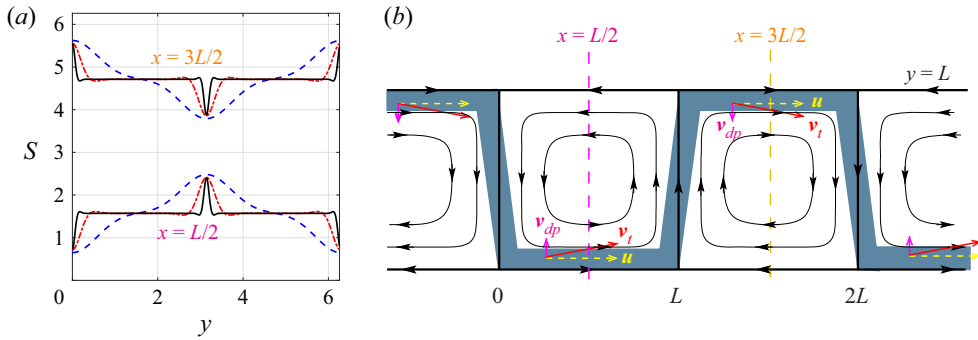 (a)
6
5
4
3
2
1
S
0
2
4
6
y
x = 3L/2
x = L/2
(b)
x = L/2
x = 3L/2
y = L
u
v_dp
v_t
v_dp
v_t
u
0
L
2L